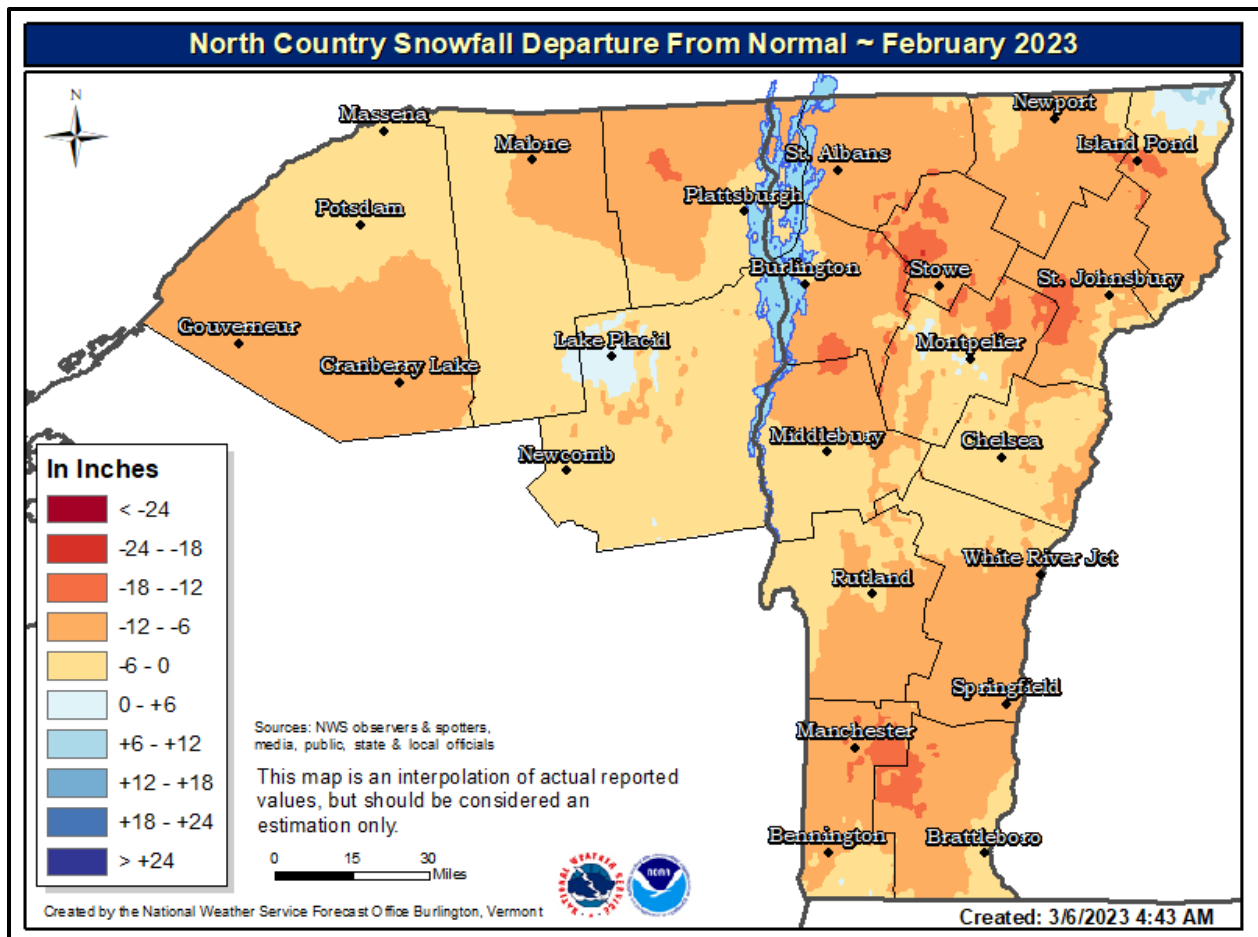 North Country Snowfall Departure From Normal ~ February 2023
N
Massena
Malone
Newport
Island Pond
St. Albans
Plattsburgh
Potsdam
Burlington
Stowe
St. Johnsbury
Gouverneur
Lake Placid
Montpelier
Cranberry Lake
Middlebury
Chelsea
Newcomb
White River Jct
Rutland
Springfield
Manchester
Bennington
Brattleboro
In Inches
< -24
-24 - -18
-18 - -12
-12 - -6
-6 - 0
0 - +6
+6 - +12
+12 - +18
+18 - +24
> +24
Sources: NWS observers & spotters,
media, public, state & local officials
This map is an interpolation of actual reported
values, but should be considered an
estimation only.
0 15 30
Miles
NATIONAL WEATHER SERVICE
NOAA
Created by the National Weather Service Forecast Office Burlington, Vermont
Created: 3/6/2023 4:43 AM